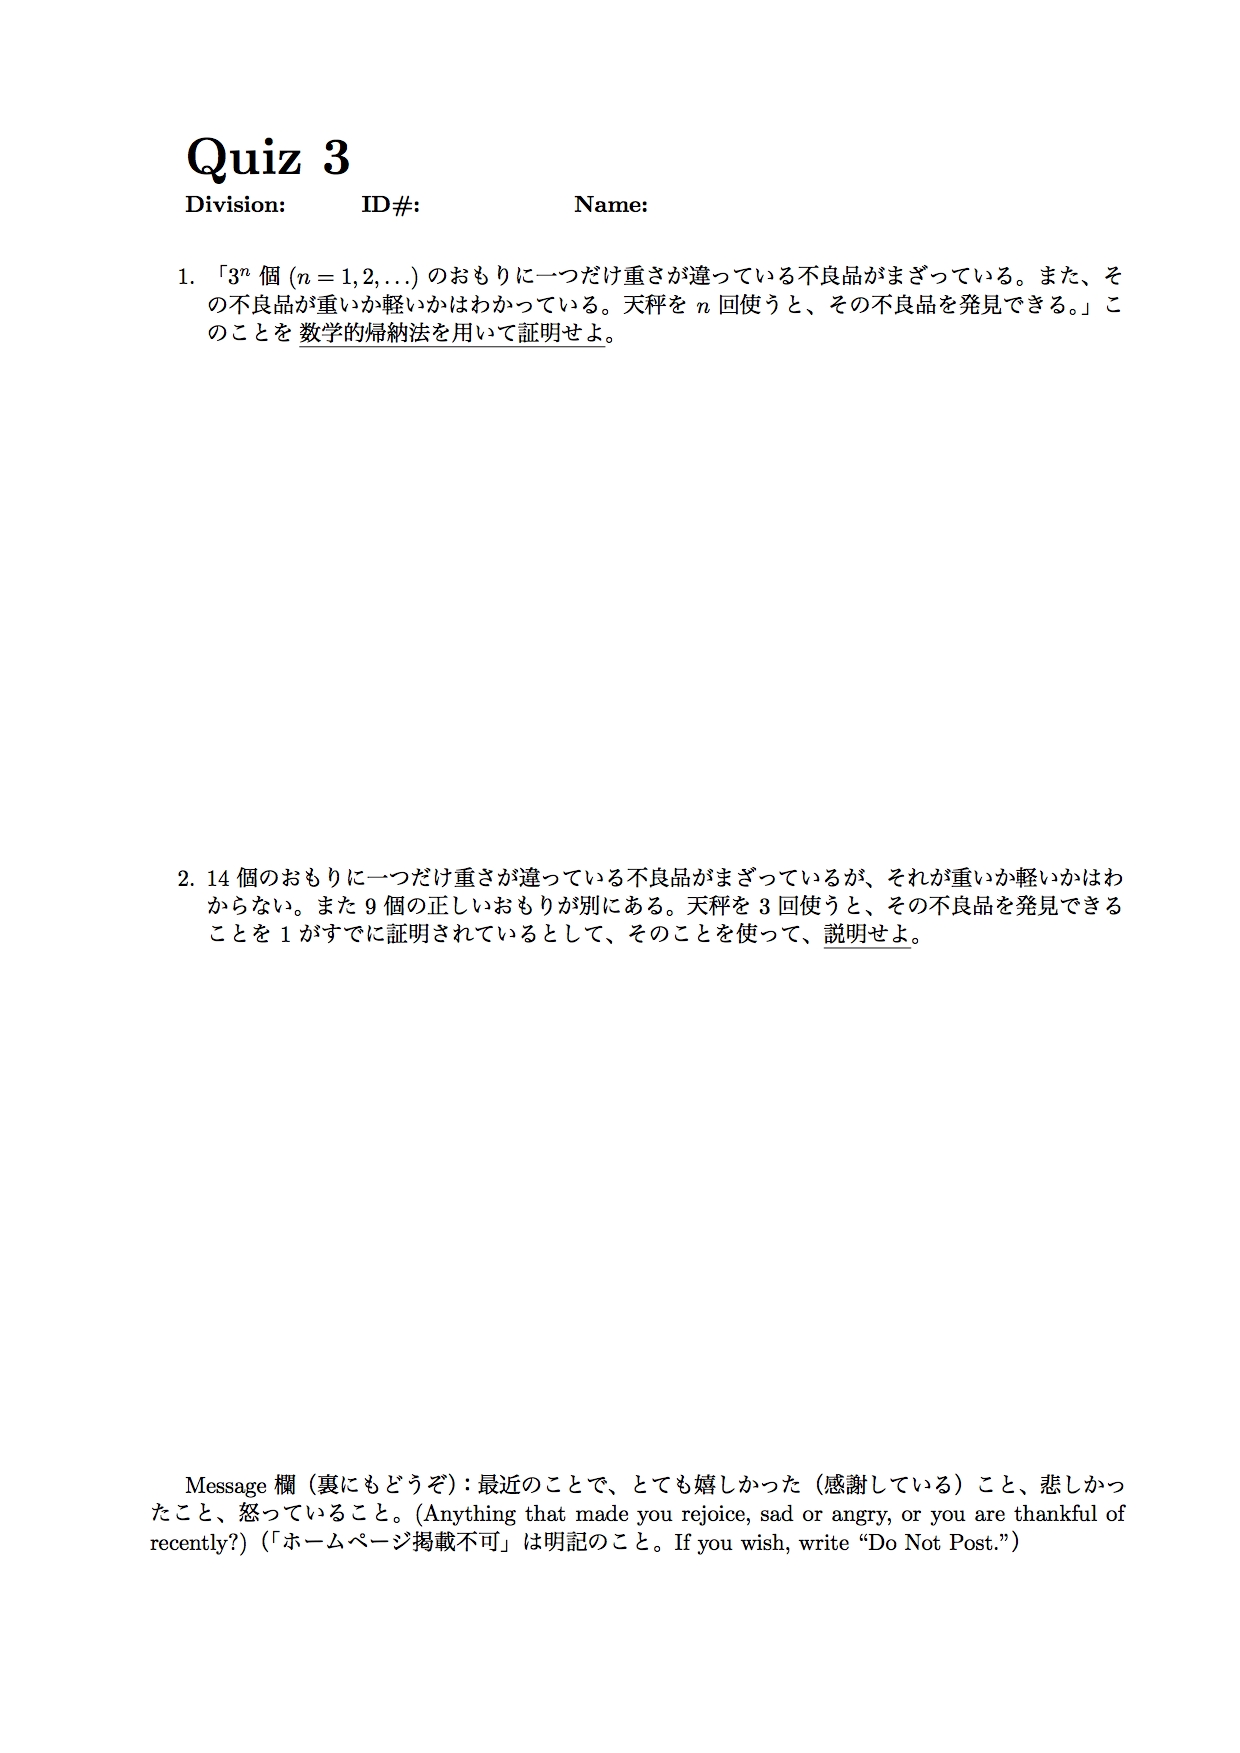 Quiz 3
Division: ID#: Name:
1. 「3ⁿ 個 (n = 1, 2, . . .) のおもりに一つだけ重さが違っている不良品がまざっている。また、そ
の不良品が重いか軽いかはわかっている。天秤を n 回使うと、その不良品を発見できる。」こ
のことを 数学的帰納法を用いて証明せよ。
2. 14 個のおもりに一つだけ重さが違っている不良品がまざっているが、それが重いか軽いかはわ
からない。また 9 個の正しいおもりが別にある。天秤を 3 回使うと、その不良品を発見できる
ことを 1 がすでに証明されているとして、そのことを使って、説明せよ。
Message 欄（裏にもどうぞ）：最近のことで、とても嬉しかった（感謝している）こと、悲しかっ
たこと、怒っていること。(Anything that made you rejoice, sad or angry, or you are thankful of
recently?)（「ホームページ掲載不可」は明記のこと。If you wish, write “Do Not Post.”）